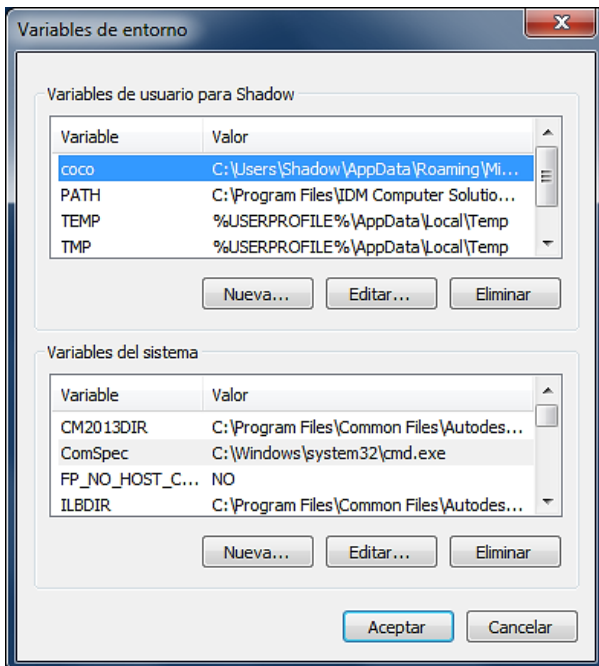 Variables de entorno
Variables de usuario para Shadow
Variable Valor
coco C:\Users\Shadow\AppData\Roaming\Mi...
PATH C:\Program Files\IDM Computer Solutio...
TEMP %USERPROFILE%\AppData\Local\Temp
TMP %USERPROFILE%\AppData\Local\Temp
Nueva... Editar... Eliminar
Variables del sistema
Variable Valor
CM2013DIR C:\Program Files\Common Files\Autodes...
ComSpec C:\Windows\system32\cmd.exe
FP_NO_HOST_C... NO
ILBDIR C:\Program Files\Common Files\Autodes...
Nueva... Editar... Eliminar
Aceptar Cancelar